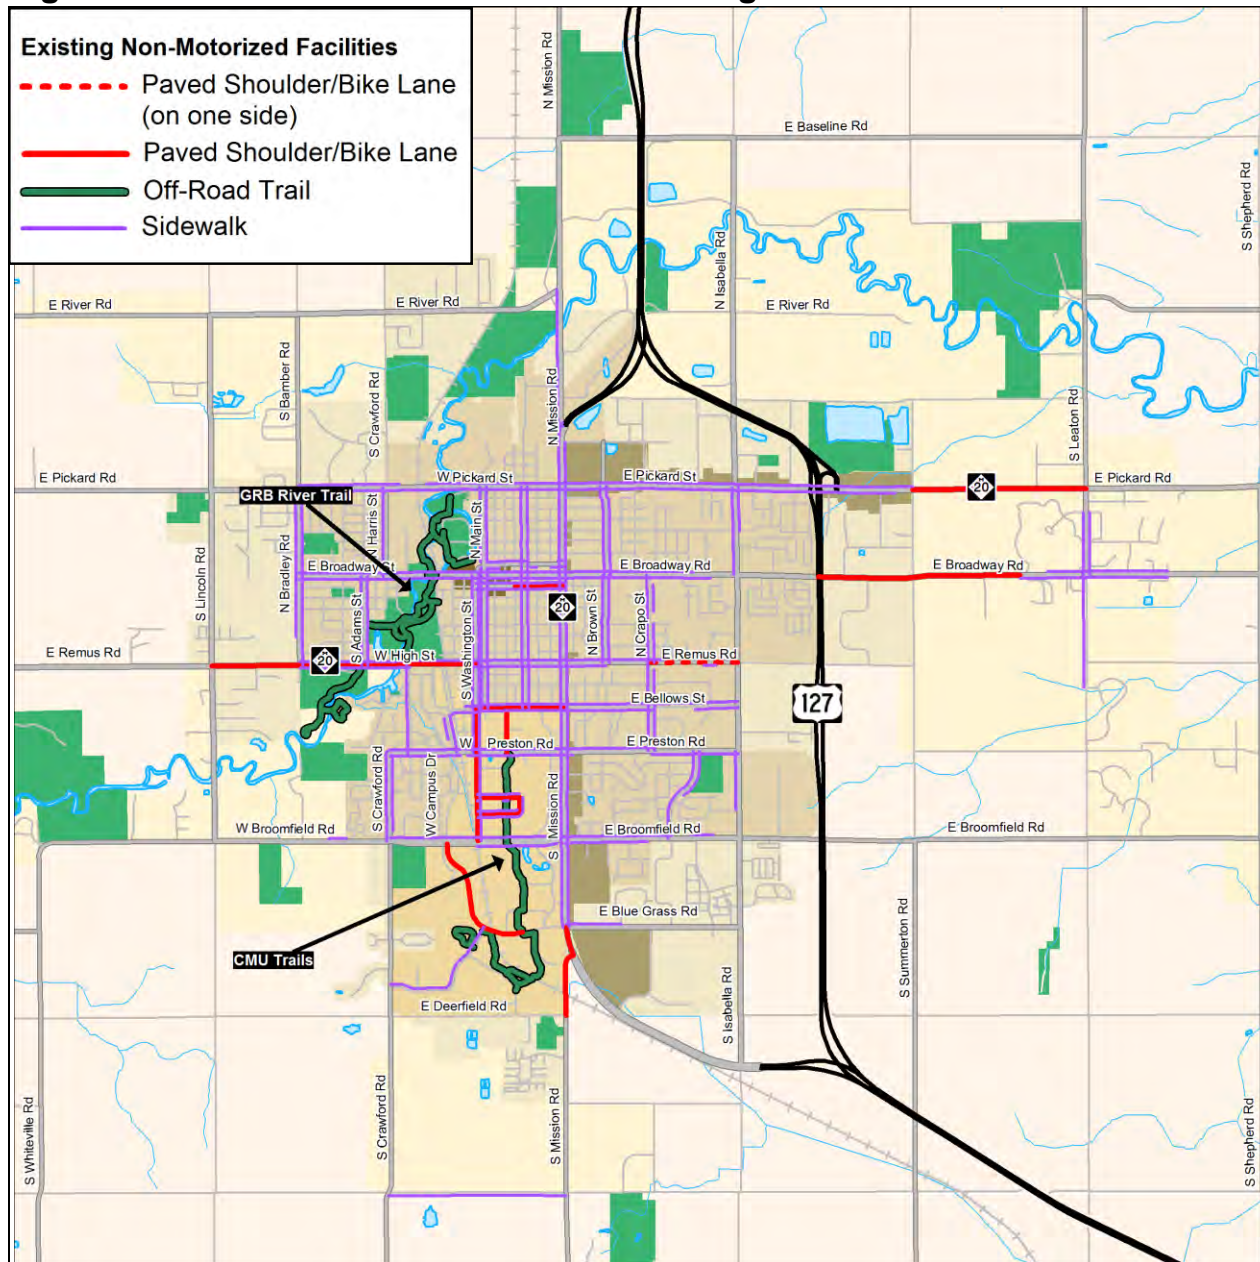 Existing Non-Motorized Facilities
Paved Shoulder/Bike Lane
(on one side)
Paved Shoulder/Bike Lane
Off-Road Trail
Sidewalk
N Mission Rd
E Baseline Rd
S Shepherd Rd
N Isabella Rd
E River Rd
E River Rd
E River Rd
S Bamber Rd
S Crawford Rd
N Mission Rd
S Leaton Rd
E Pickard Rd
W Pickard St
E Pickard St
20
E Pickard Rd
GRB River Trail
N Harris St
N Main St
S Lincoln Rd
N Bradley Rd
E Broadway St
E Broadway Rd
E Broadway Rd
S Adams St
S Washington St
20
N Brown St
N Crapo St
E Remus Rd
20
W High St
E Remus Rd
E Bellows St
127
W Preston Rd
E Preston Rd
S Crawford Rd
W Campus Dr
S Mission Rd
W Broomfield Rd
E Broomfield Rd
E Broomfield Rd
E Blue Grass Rd
CMU Trails
S Summerton Rd
S Isabella Rd
E Deerfield Rd
S Whiteville Rd
S Crawford Rd
S Mission Rd
S Shepherd Rd